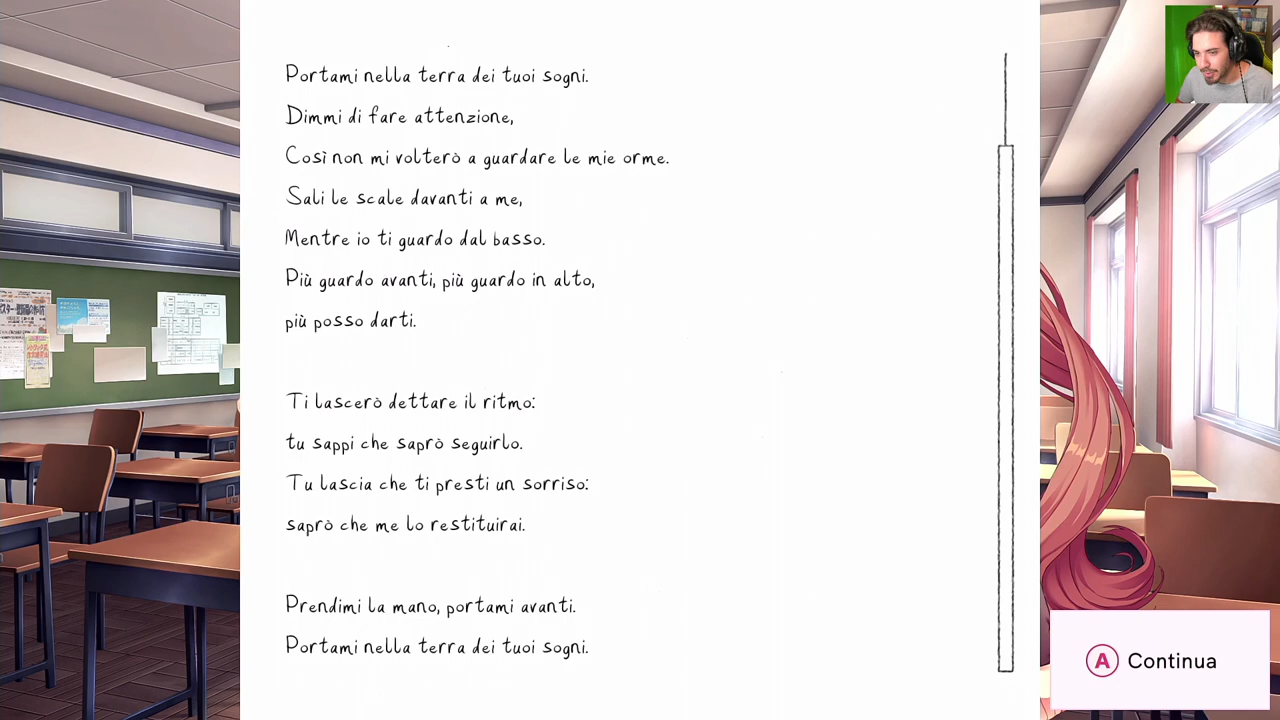 Portami nella terra dei tuoi sogni.
Dimmi di fare attenzione,
Così non mi volterò a guardare le mie orme.
Sali le scale davanti a me,
Mentre io ti guardo dal basso.
Più guardo avanti, più guardo in alto,
più posso darti.
Ti lascerò dettare il ritmo:
tu sappi che saprò seguirlo.
Tu lascia che ti presti un sorriso:
saprò che me lo restituirai.
Prendimi la mano, portami avanti.
Portami nella terra dei tuoi sogni.
A Continua